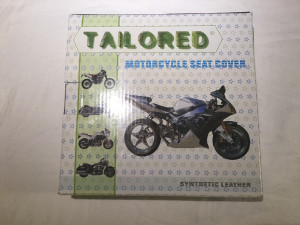 TAILORED
MOTORCYCLE SEAT COVER
SYNTHETIC LEATHER